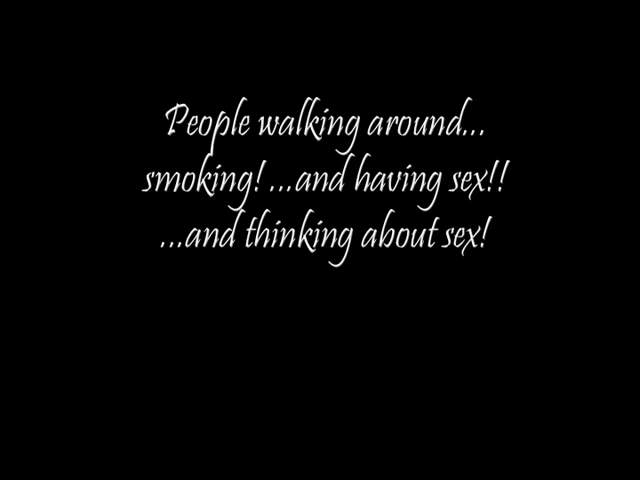 People walking around...
smoking! ...and having sex!!
...and thinking about sex!